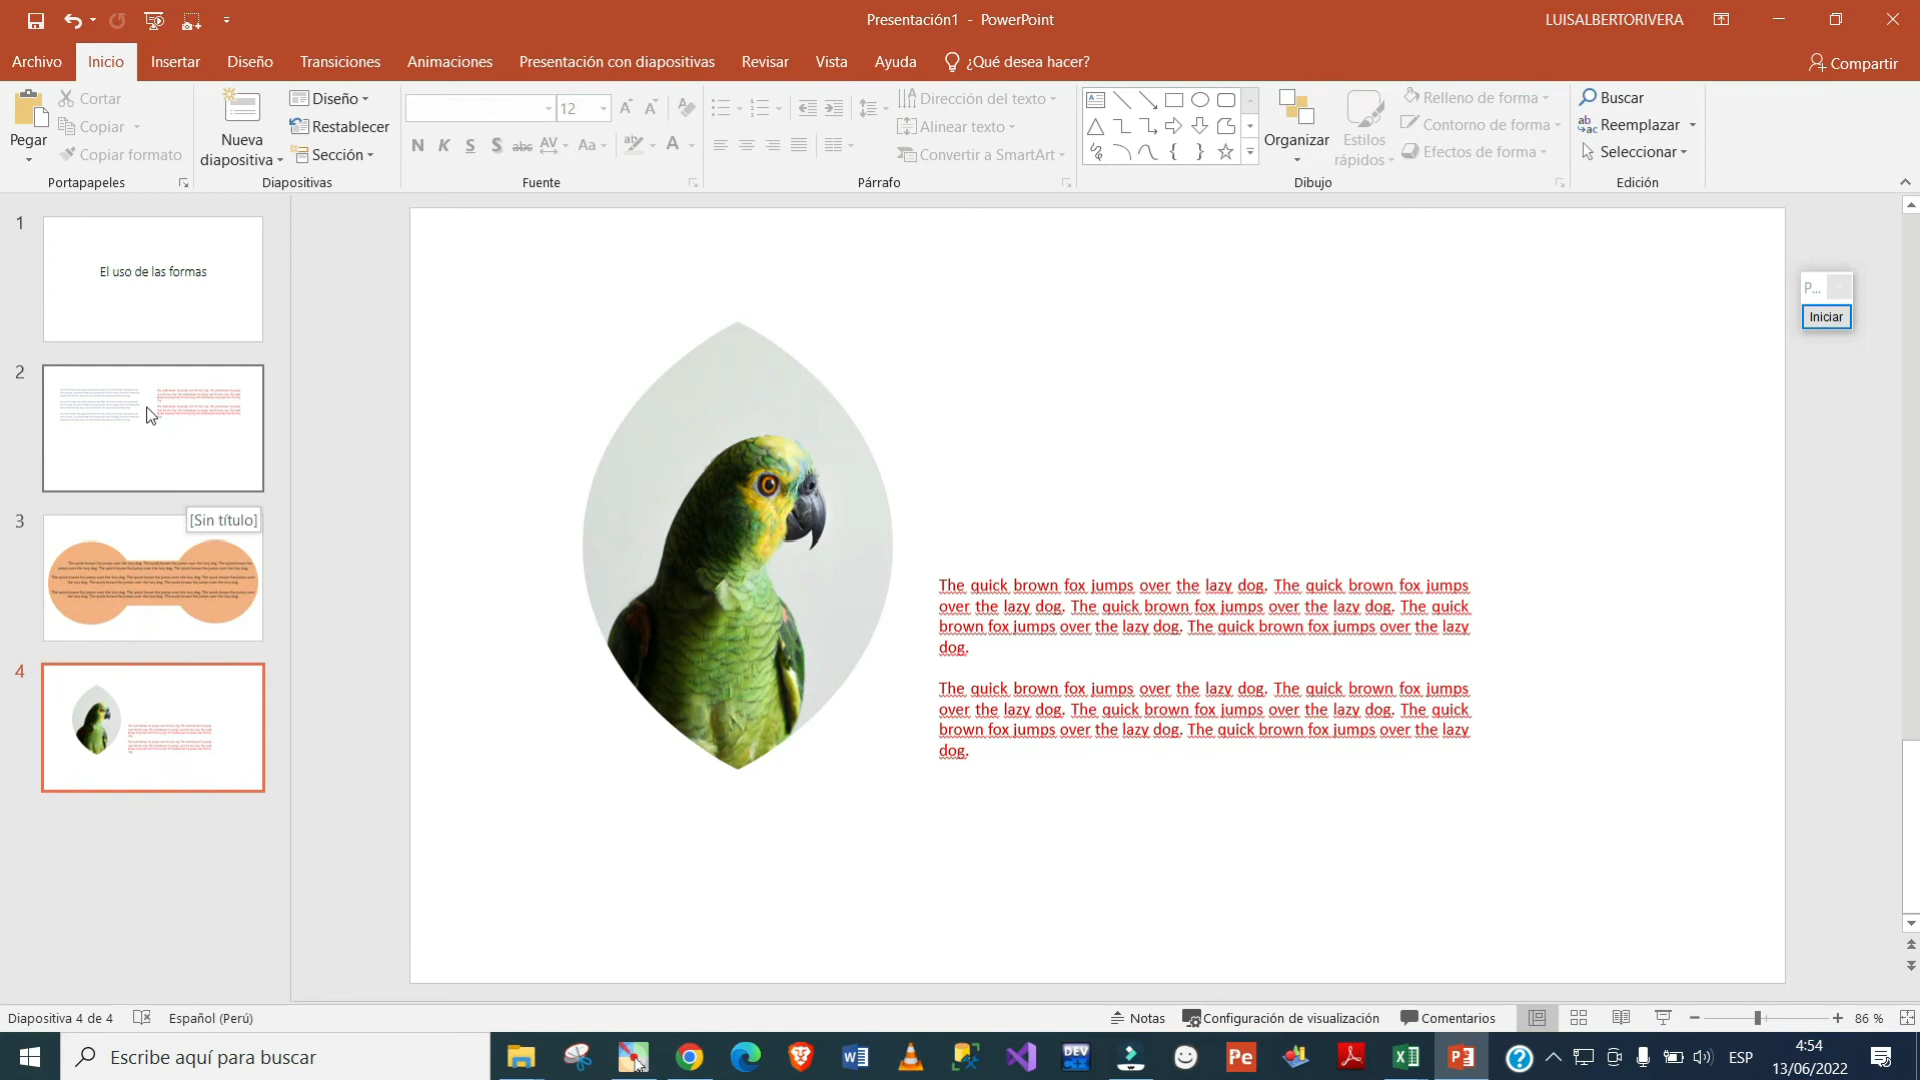 Presentación1 - PowerPoint
LUISALBERTORIVERA
Archivo
Inicio
Insertar
Diseño
Transiciones
Animaciones
Presentación con diapositivas
Revisar
Vista
Ayuda
¿Qué desea hacer?
Compartir
Pegar
Cortar
Copiar
Copiar formato
Portapapeles
Nueva
diapositiva
Diseño
Restablecer
Sección
Diapositivas
12
N K S S abc AV Aa A
Fuente
Dirección del texto
Alinear texto
Convertir a SmartArt
Párrafo
Organizar
Estilos
rápidos
Relleno de forma
Contorno de forma
Efectos de forma
Dibujo
Buscar
Reemplazar
Seleccionar
Edición
1
El uso de las formas
2
[Sin título]
3
4
The quick brown fox jumps over the lazy dog. The quick brown fox jumps
over the lazy dog. The quick brown fox jumps over the lazy dog. The quick
brown fox jumps over the lazy dog. The quick brown fox jumps over the lazy
dog.
The quick brown fox jumps over the lazy dog. The quick brown fox jumps
over the lazy dog. The quick brown fox jumps over the lazy dog. The quick
brown fox jumps over the lazy dog. The quick brown fox jumps over the lazy
dog.
P...
Iniciar
Diapositiva 4 de 4
Español (Perú)
Notas
Configuración de visualización
Comentarios
86 %
Escribe aquí para buscar
DEV
Pe
ESP
4:54
13/06/2022